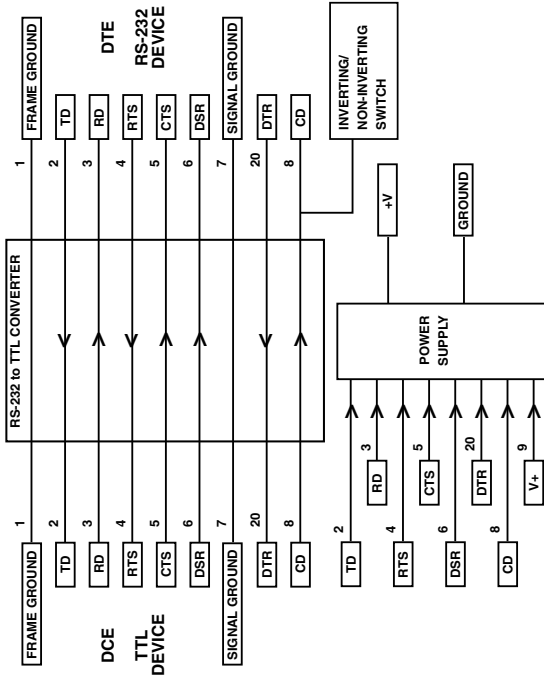 RS-232 to TTL CONVERTER
FRAME GROUND 1 1 FRAME GROUND
TD 2 2 TD
RD 3 3 RD
DCE DTE
RTS 4 4 RTS
TTL RS-232
DEVICE DEVICE
CTS 5 5 CTS
DSR 6 6 DSR
SIGNAL GROUND 7 7 SIGNAL GROUND
DTR 20 20 DTR
CD 8 8 CD
INVERTING/
NON-INVERTING
SWITCH
TD 2
RD 3
RTS 4
CTS 5
DSR 6
DTR 20
CD 8
V+ 9
POWER
SUPPLY
+V
GROUND